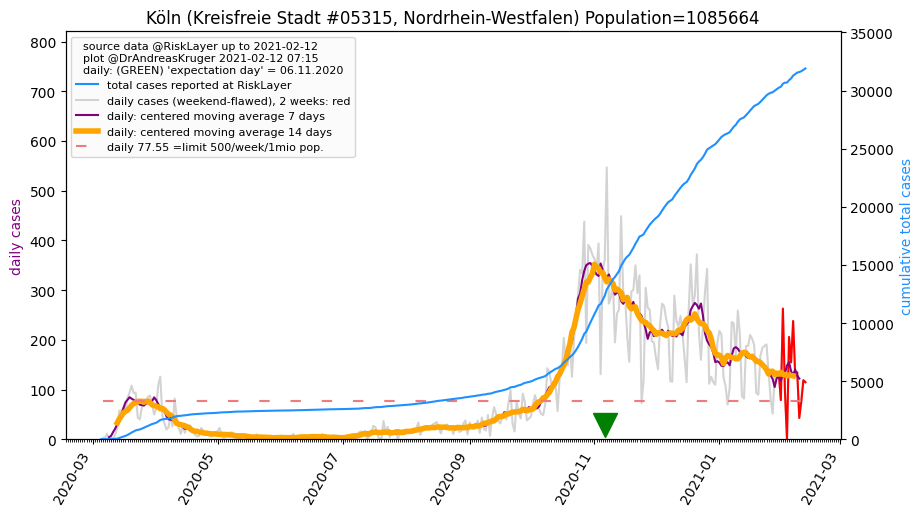 Köln (Kreisfreie Stadt #05315, Nordrhein-Westfalen) Population=1085664
source data @RiskLayer up to 2021-02-12
plot @DrAndreasKruger 2021-02-12 07:15
daily: (GREEN) 'expectation day' = 06.11.2020
total cases reported at RiskLayer
daily cases (weekend-flawed), 2 weeks: red
daily: centered moving average 7 days
daily: centered moving average 14 days
daily 77.55 =limit 500/week/1mio pop.
daily cases
800
700
600
500
400
300
200
100
0
35000
30000
25000
20000
15000
10000
5000
0
cumulative total cases
2020-03
2020-05
2020-07
2020-09
2020-11
2021-01
2021-03